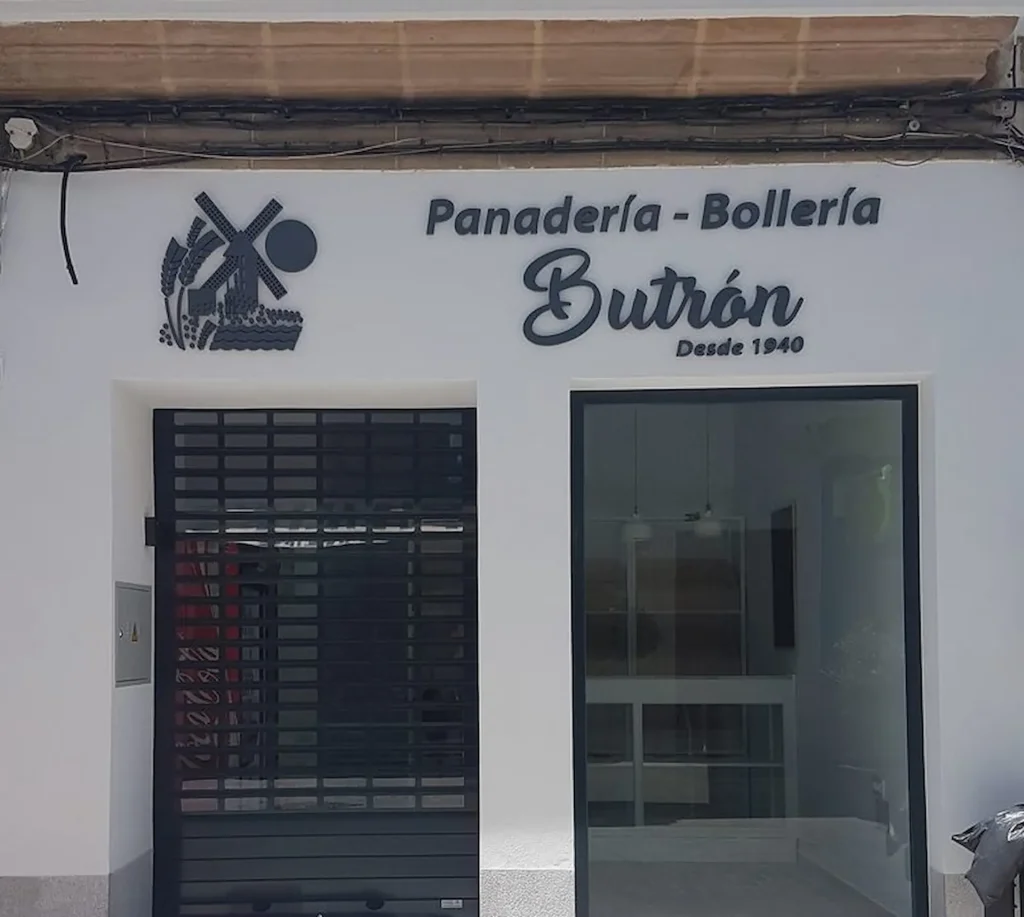 Panadería - Bollería
Butrón
Desde 1940